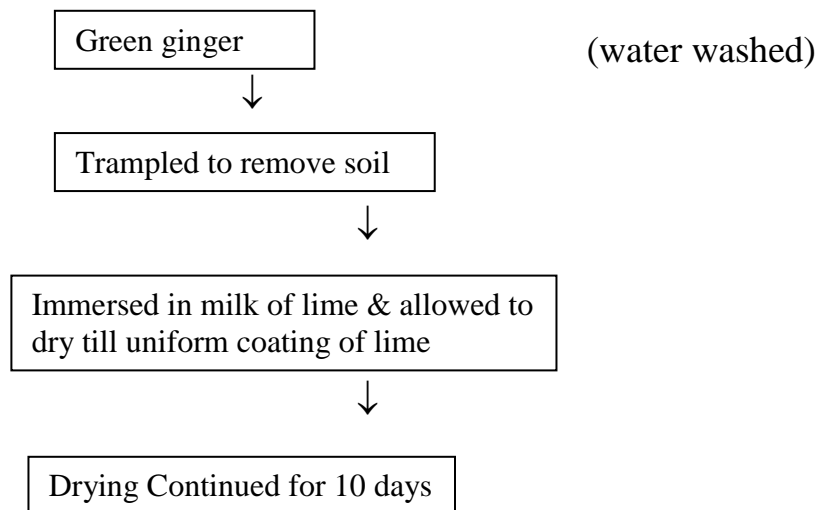 Green ginger
(water washed)
↓
Trampled to remove soil
↓
Immersed in milk of lime & allowed to
dry till uniform coating of lime
↓
Drying Continued for 10 days